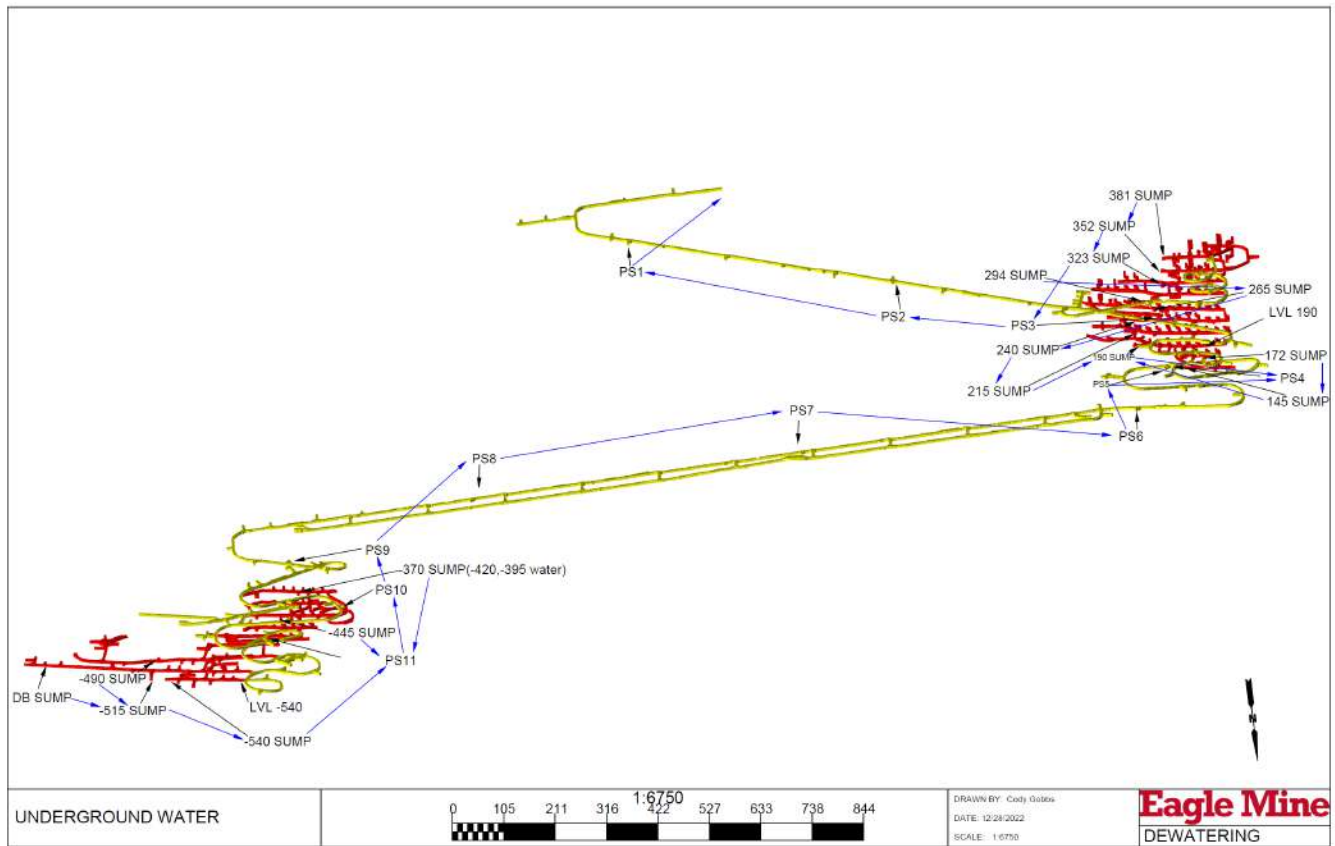 381 SUMP
352 SUMP
323 SUMP
294 SUMP
265 SUMP
PS1
LVL 190
PS2
PS3
240 SUMP
190 SUMP
172 SUMP
PS4
PS5
215 SUMP
145 SUMP
PS7
PS6
PS8
PS9
370 SUMP(-420,-395 water)
PS10
-445 SUMP
PS11
-490 SUMP
DB SUMP
-515 SUMP
LVL -540
-540 SUMP
N
UNDERGROUND WATER
1:6750
0 105 211 316 422 527 633 738 844
DRAWN BY: Cody Gobbs
DATE: 12/28/2022
SCALE: 1:6750
Eagle Mine
DEWATERING